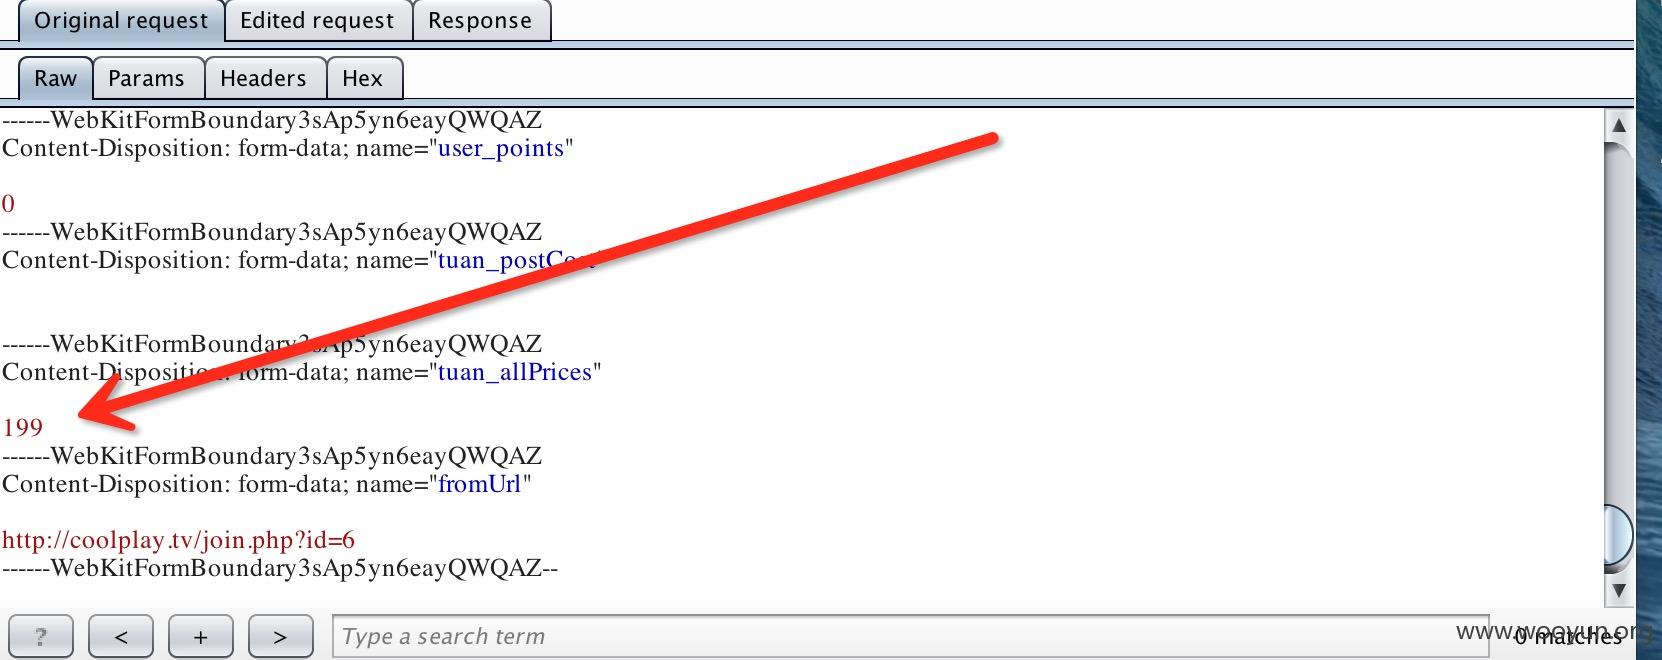 Original request Edited request Response
Raw Params Headers Hex
------WebKitFormBoundary3sAp5yn6eayQWQAZ
Content-Disposition: form-data; name="user_points"
0
------WebKitFormBoundary3sAp5yn6eayQWQAZ
Content-Disposition: form-data; name="tuan_postCost"
------WebKitFormBoundary3sAp5yn6eayQWQAZ
Content-Disposition: form-data; name="tuan_allPrices"
199
------WebKitFormBoundary3sAp5yn6eayQWQAZ
Content-Disposition: form-data; name="fromUrl"
http://coolplay.tv/join.php?id=6
------WebKitFormBoundary3sAp5yn6eayQWQAZ--
? < + > Type a search term 0 matches
www.wooyun.org